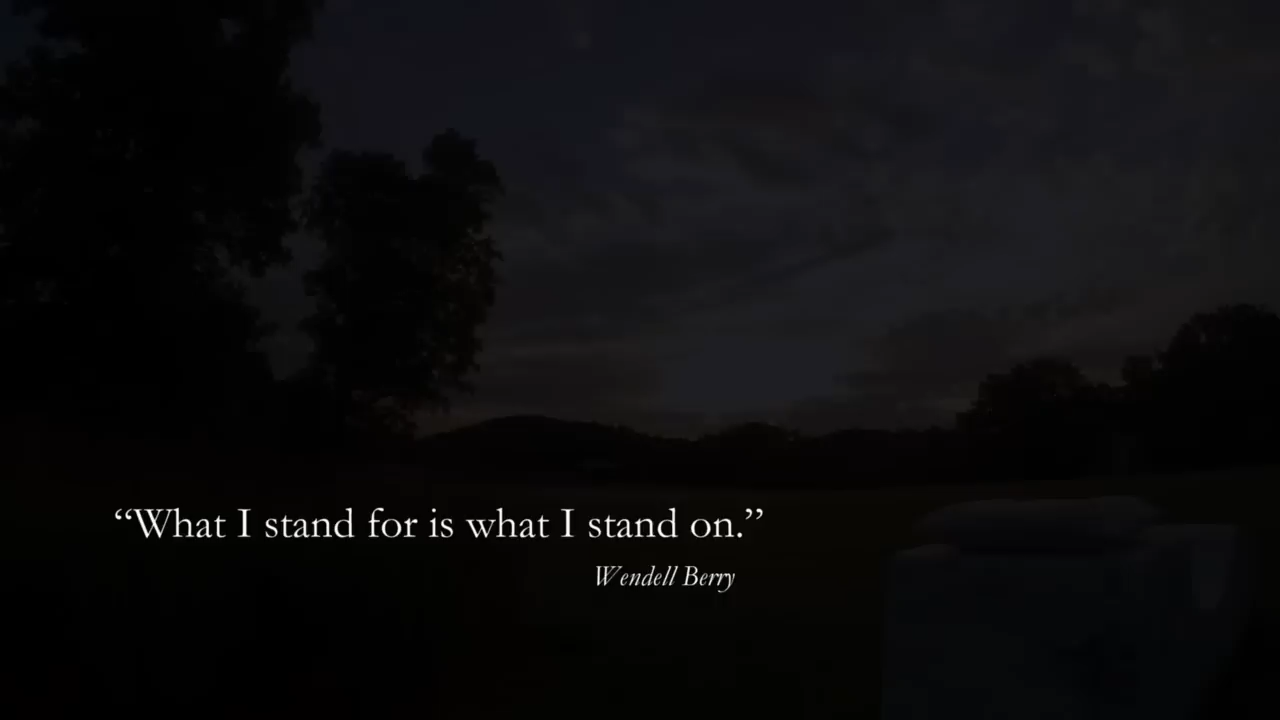 “What I stand for is what I stand on.”
Wendell Berry